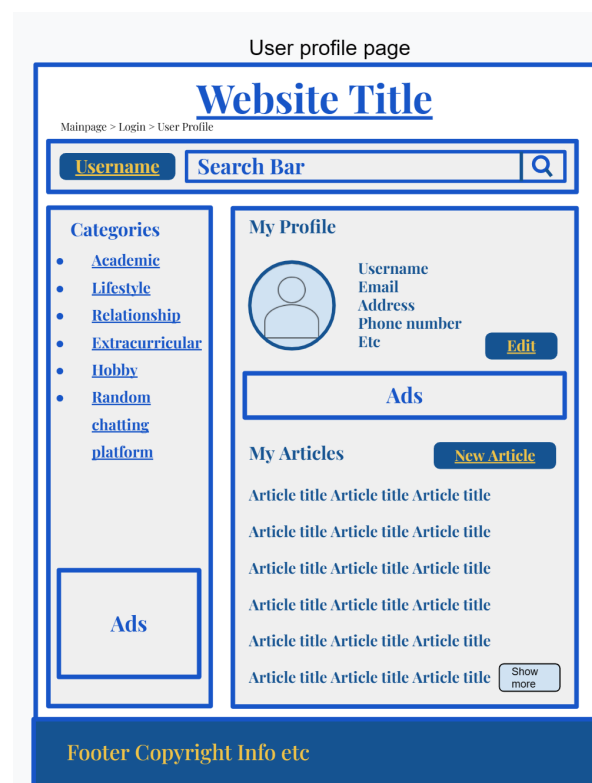 User profile page
Website Title
Mainpage > Login > User Profile
Username
Search Bar
Categories
Academic
Lifestyle
Relationship
Extracurricular
Hobby
Random
chatting
platform
Ads
My Profile
Username
Email
Address
Phone number
Etc
Edit
Ads
My Articles
New Article
Article title Article title Article title
Article title Article title Article title
Article title Article title Article title
Article title Article title Article title
Article title Article title Article title
Article title Article title Article title
Show
more
Footer Copyright Info etc